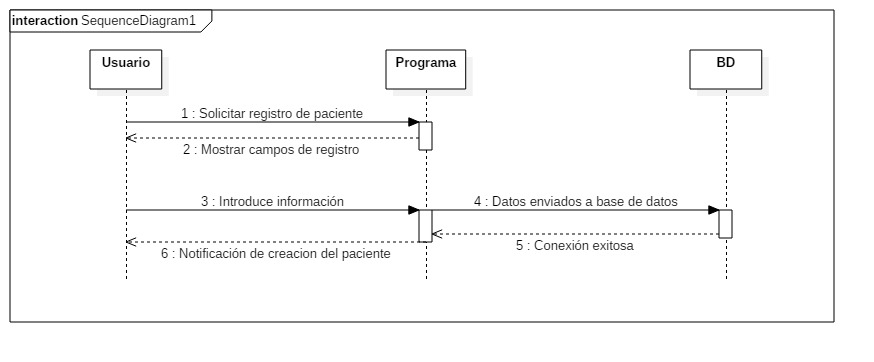 interaction SequenceDiagram1
Usuario
Programa
BD
1 : Solicitar registro de paciente
2 : Mostrar campos de registro
3 : Introduce información
4 : Datos enviados a base de datos
5 : Conexión exitosa
6 : Notificación de creacion del paciente